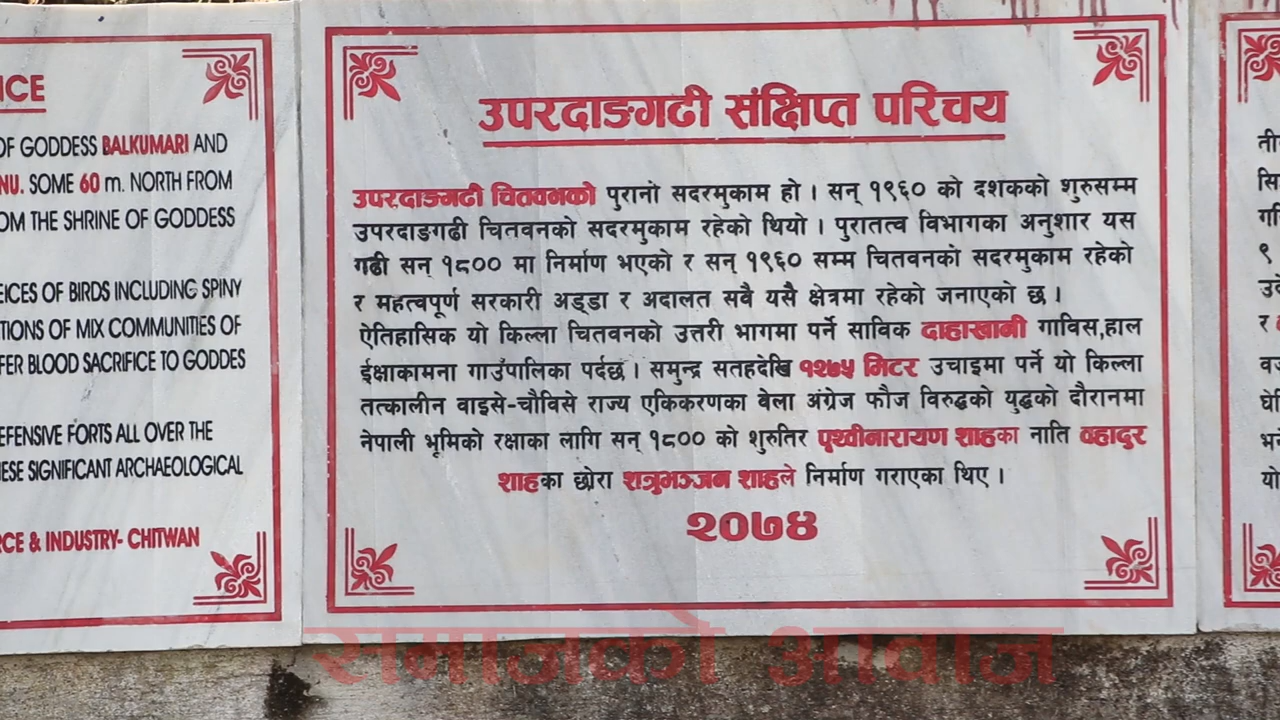 ICE
OF GODDESS BALKUMARI AND
NU. SOME 60 m. NORTH FROM
OM THE SHRINE OF GODDESS
EICES OF BIRDS INCLUDING SPINY
TIONS OF MIX COMMUNITIES OF
FER BLOOD SACRIFICE TO GODDES
EFENSIVE FORTS ALL OVER THE
ESE SIGNIFICANT ARCHAEOLOGICAL
RCE & INDUSTRY- CHITWAN
उपरदाङगढी संक्षिप्त परिचय
उपरदाङगढी चितवनको पुरानो सदरमुकाम हो । सन् १९६० को दशकको शुरुसम्म
उपरदाङगढी चितवनको सदरमुकाम रहेको थियो । पुरातत्व विभागका अनुशार यस
गढी सन् १८०० मा निर्माण भएको र सन् १९६० सम्म चितवनको सदरमुकाम रहेको
र महत्वपूर्ण सरकारी अड्डा र अदालत सवै यसै क्षेत्रमा रहेको जनाएको छ ।
ऐतिहासिक यो किल्ला चितवनको उत्तरी भागमा पर्ने साविक दाहाखानी गाविस,हाल
ईक्षाकामना गाउँपालिका पर्दछ । समुन्द्र सतहदेखि १२७५ मिटर उचाइमा पर्ने यो किल्ला
तत्कालीन वाइसे-चौविसे राज्य एकिकरणका बेला अंग्रेज फौज विरुद्धको युद्धको दौरानमा
नेपाली भूमिको रक्षाका लागि सन् १८०० को शुरुतिर पृथ्वीनारायण शाहका नाति वहादुर
शाहका छोरा शत्रुभञ्जन शाहले निर्माण गराएका थिए ।
२०७४
नी
सि
र
यो
समाजको आवाज